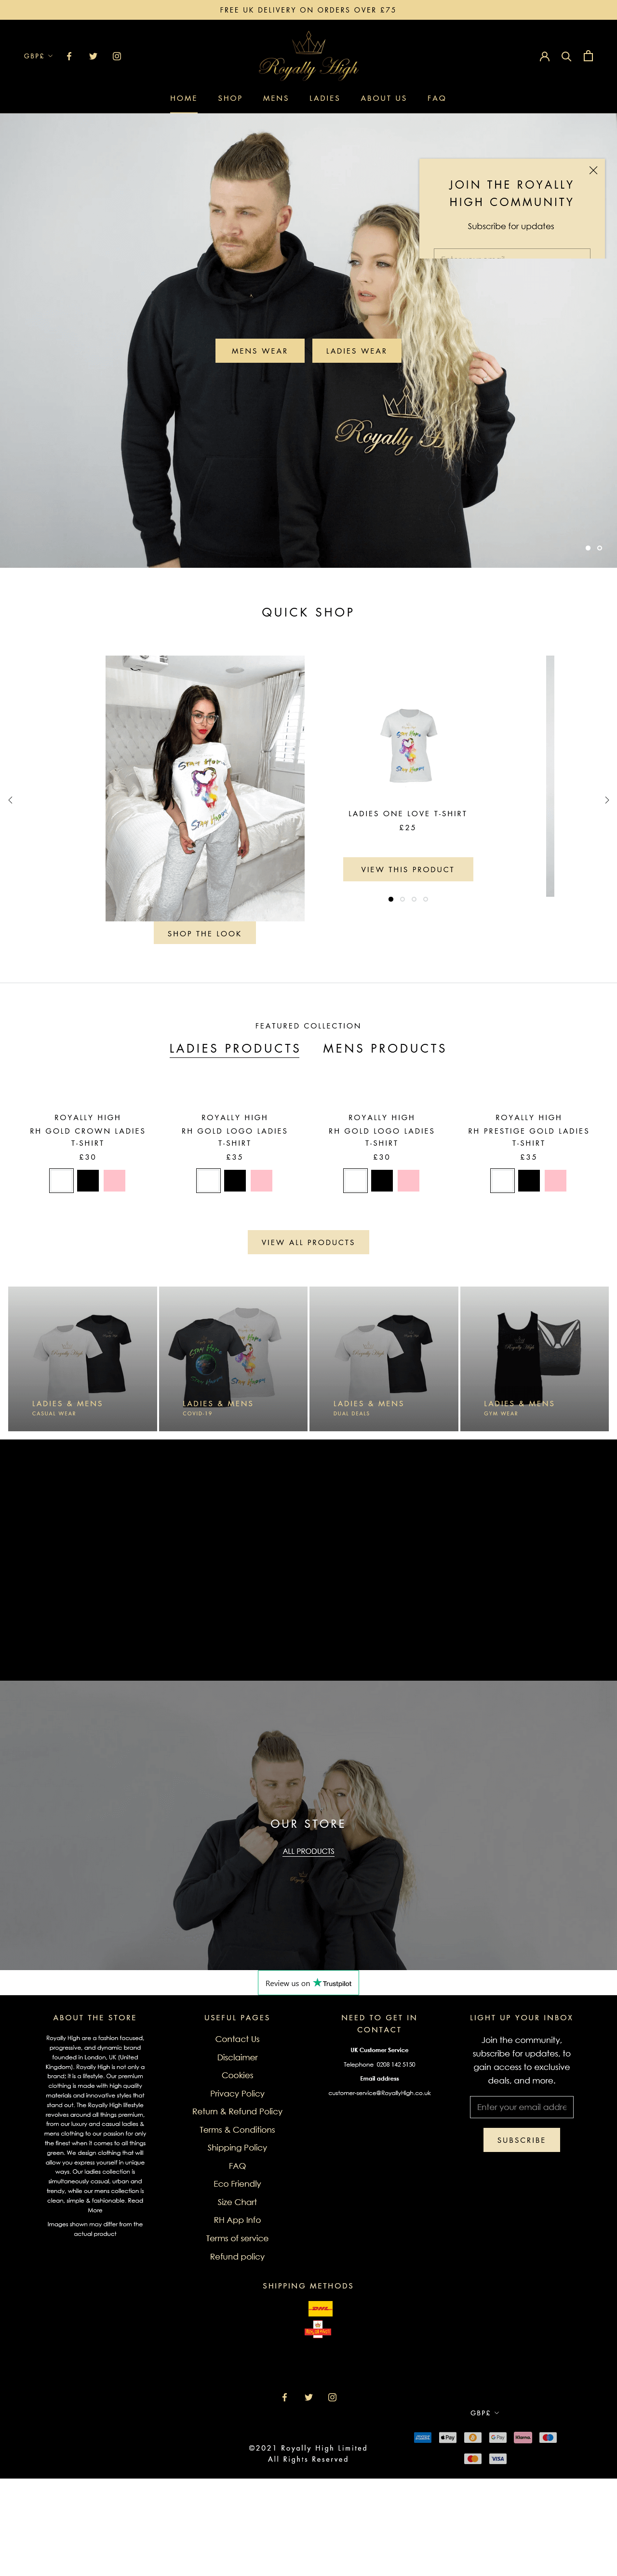 FREE UK DELIVERY ON ORDERS OVER £75
GBP£
Royally High
HOME SHOP MENS LADIES ABOUT US FAQ
JOIN THE ROYALLY
HIGH COMMUNITY
Subscribe for updates
MENS WEAR LADIES WEAR
Royally H
QUICK SHOP
STAY HOME
STAY HAPPY
LADIES ONE LOVE T-SHIRT
£25
VIEW THIS PRODUCT
SHOP THE LOOK
FEATURED COLLECTION
LADIES PRODUCTS MENS PRODUCTS
ROYALLY HIGH
RH GOLD CROWN LADIES
T-SHIRT
£30
ROYALLY HIGH
RH GOLD LOGO LADIES
T-SHIRT
£35
ROYALLY HIGH
RH GOLD LOGO LADIES
T-SHIRT
£30
ROYALLY HIGH
RH PRESTIGE GOLD LADIES
T-SHIRT
£35
VIEW ALL PRODUCTS
LADIES & MENS
CASUAL WEAR
LADIES & MENS
COVID-19
LADIES & MENS
DUAL DEALS
LADIES & MENS
GYM WEAR
OUR STORE
ALL PRODUCTS
Review us on Trustpilot
ABOUT THE STORE
Royally High are a fashion focused,
progressive, and dynamic brand
founded in London, UK (United
Kingdom). Royally High is not only a
brand; it is a lifestyle. Our premium
clothing is made with high quality
materials and innovative styles that
stand out. The Royally High lifestyle
revolves around all things premium,
from our luxury and casual ladies &
mens clothing to our passion for only
the finest when it comes to all things
green. We design clothing that will
allow you express yourself in unique
ways. Our ladies collection is
simultaneously casual, urban and
trendy, while our mens collection is
clean, simple & fashionable. Read
More
Images shown may differ from the
actual product
USEFUL PAGES
Contact Us
Disclaimer
Cookies
Privacy Policy
Return & Refund Policy
Terms & Conditions
Shipping Policy
FAQ
Eco Friendly
Size Chart
RH App Info
Terms of service
Refund policy
NEED TO GET IN
CONTACT
UK Customer Service
Telephone 0208 142 5150
Email address
customer-service@RoyallyHigh.co.uk
LIGHT UP YOUR INBOX
Join the community,
subscribe for updates, to
gain access to exclusive
deals, and more.
Enter your email addre
SUBSCRIBE
SHIPPING METHODS
DHL
GBP£
©2021 Royally High Limited
All Rights Reserved
Apple Pay
G Pay
Klarna
VISA